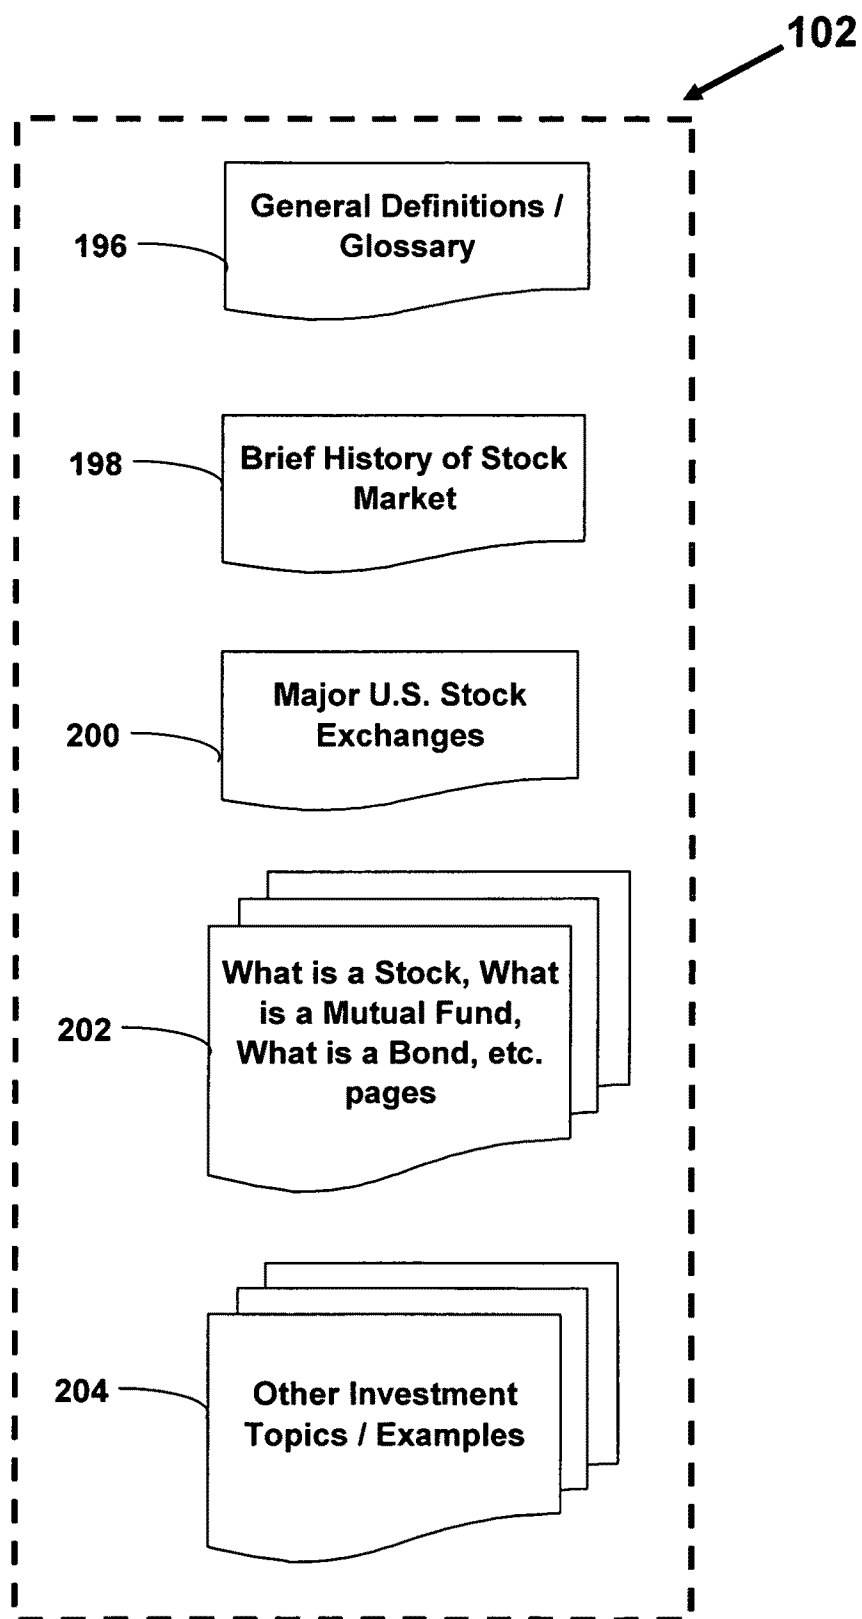 102
196
General Definitions /
Glossary
198
Brief History of Stock
Market
200
Major U.S. Stock
Exchanges
202
What is a Stock, What
is a Mutual Fund,
What is a Bond, etc.
pages
204
Other Investment
Topics / Examples